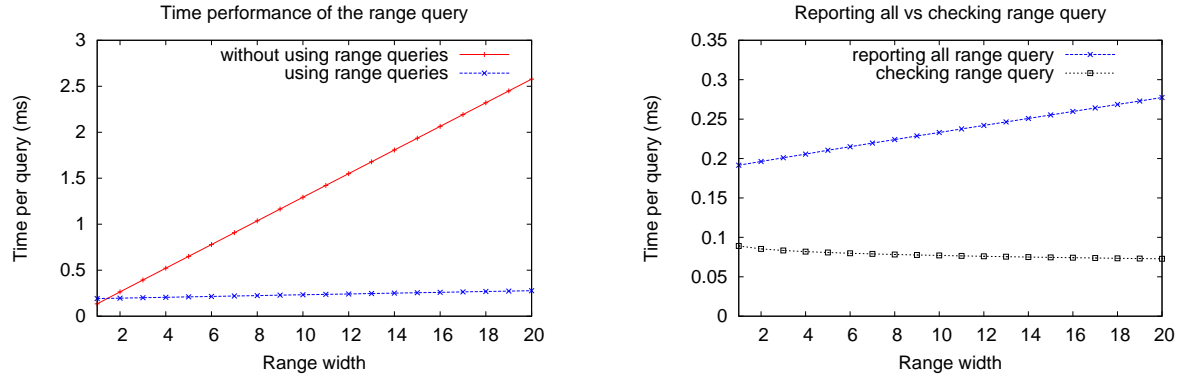 Time performance of the range query
3
2.5
2
1.5
1
0.5
0
2 4 6 8 10 12 14 16 18 20
Time per query (ms)
Range width
without using range queries
using range queries
Reporting all vs checking range query
0.35
0.3
0.25
0.2
0.15
0.1
0.05
0
2 4 6 8 10 12 14 16 18 20
Time per query (ms)
Range width
reporting all range query
checking range query